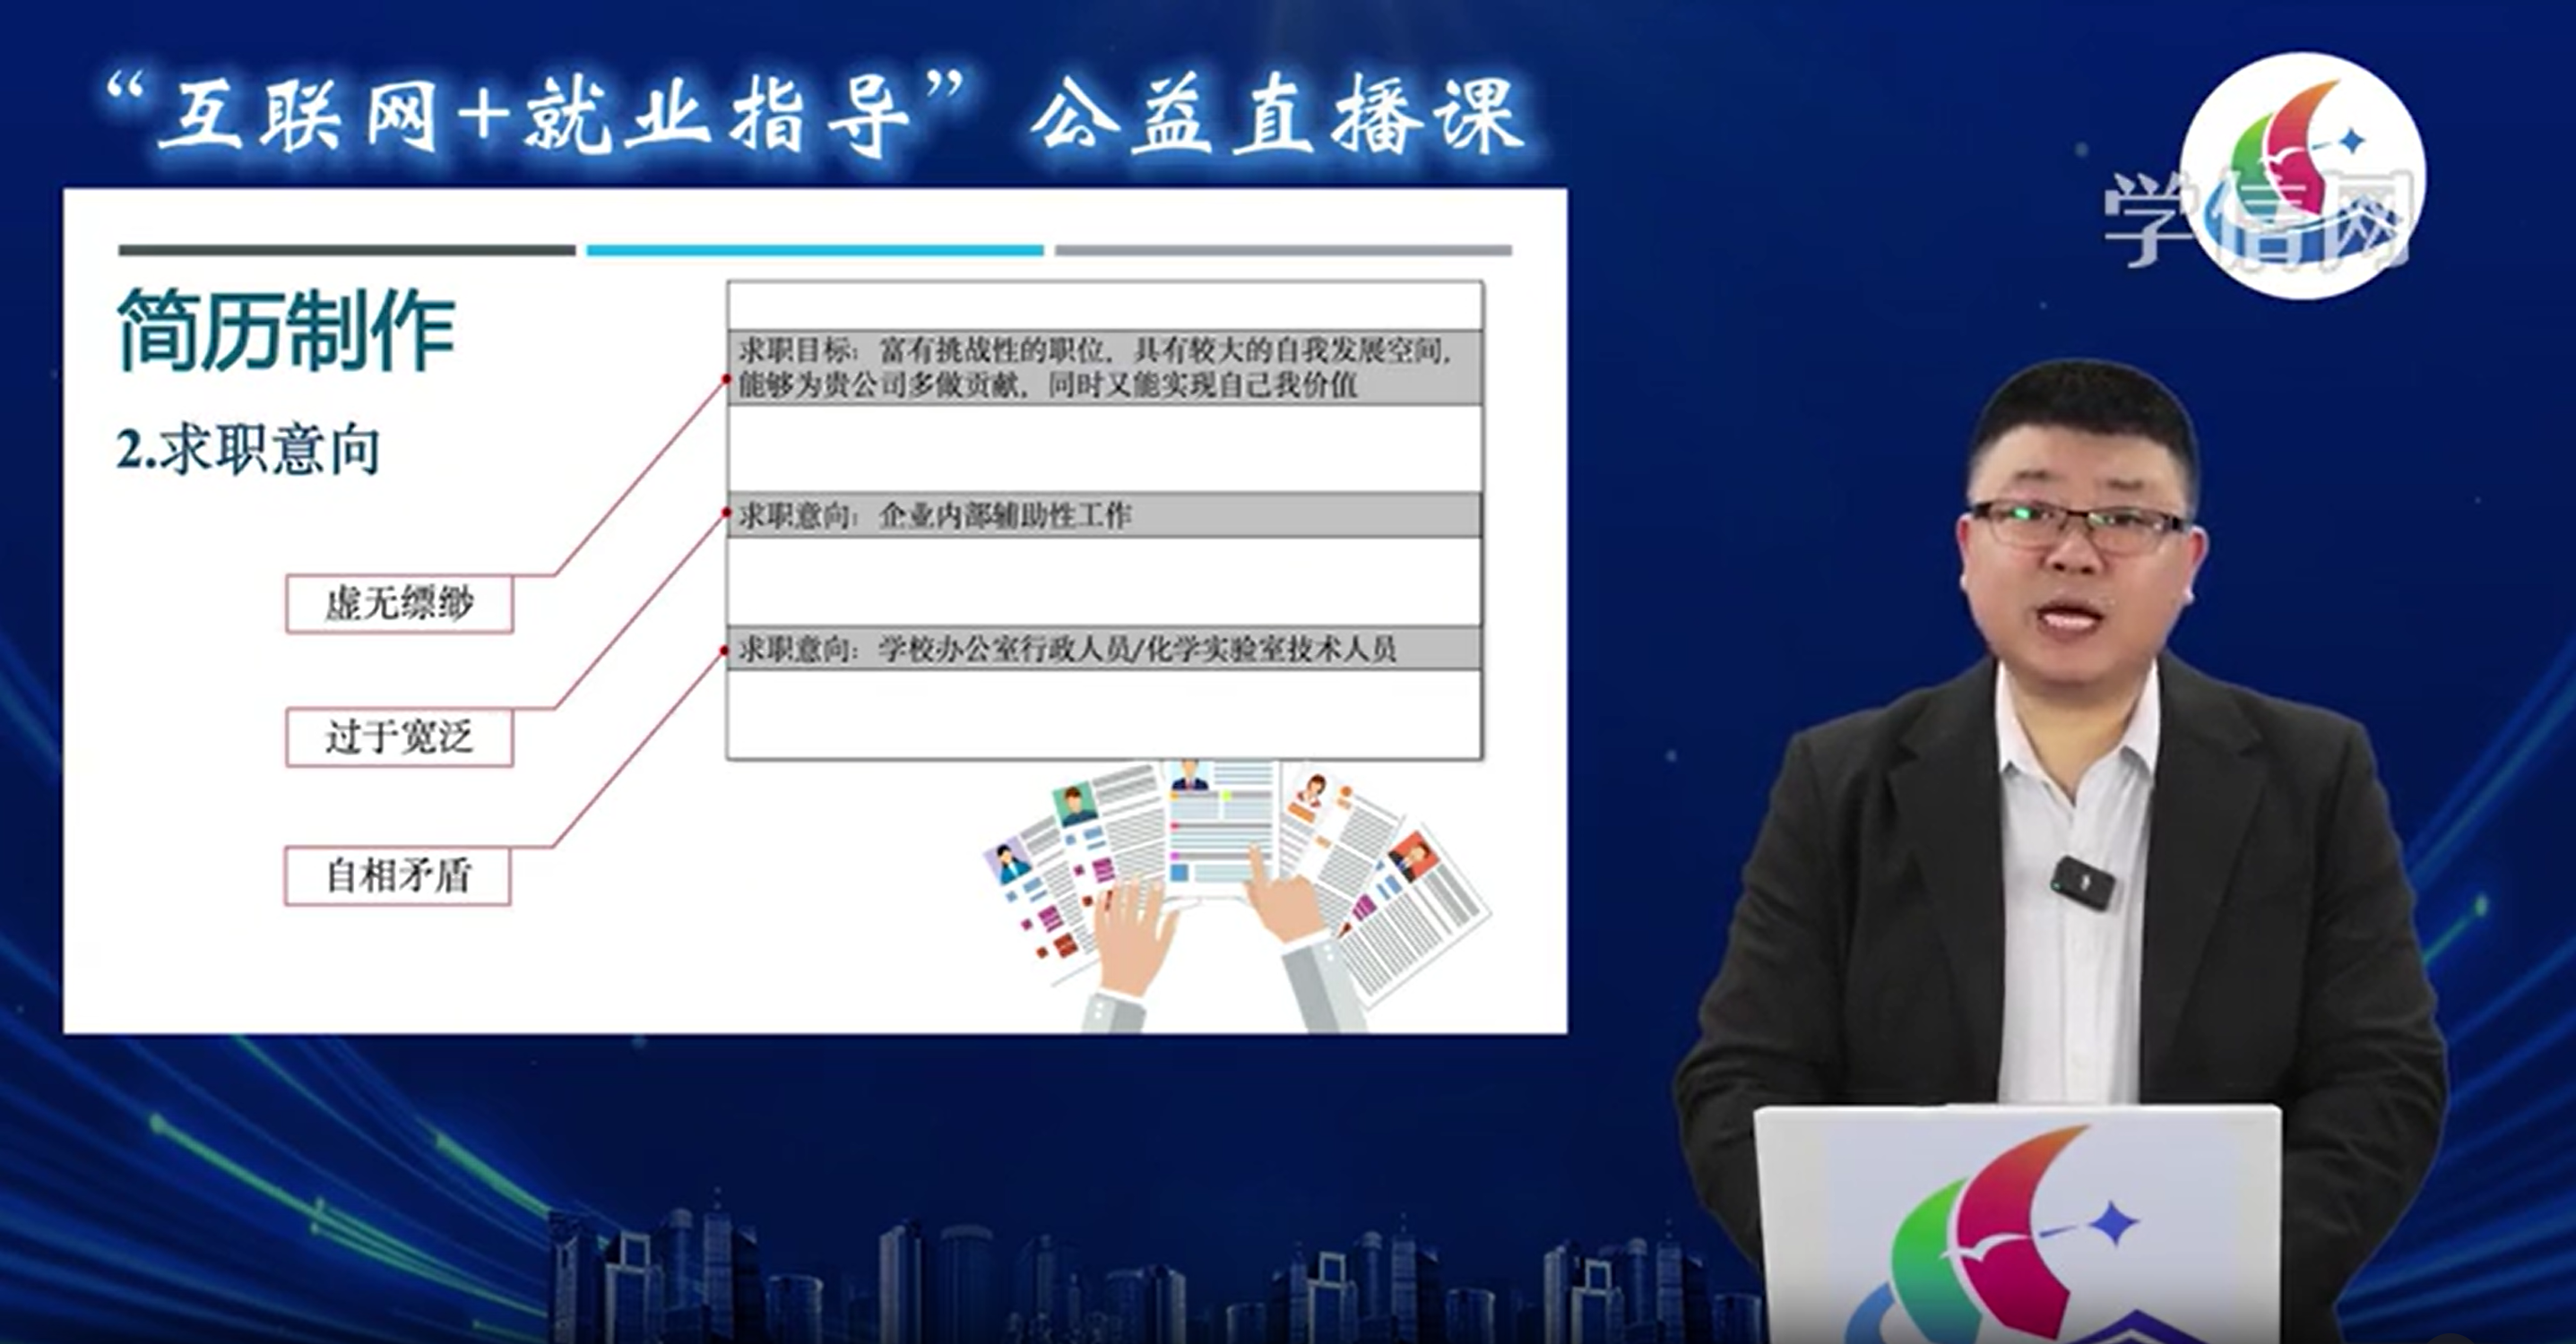 “互联网+就业指导”公益直播课
学信网
简历制作
2.求职意向
求职目标：富有挑战性的职位，具有较大的自我发展空间，
能够为贵公司多做贡献，同时又能实现自己我价值
求职意向：企业内部辅助性工作
求职意向：学校办公室行政人员/化学实验室技术人员
虚无缥缈
过于宽泛
自相矛盾